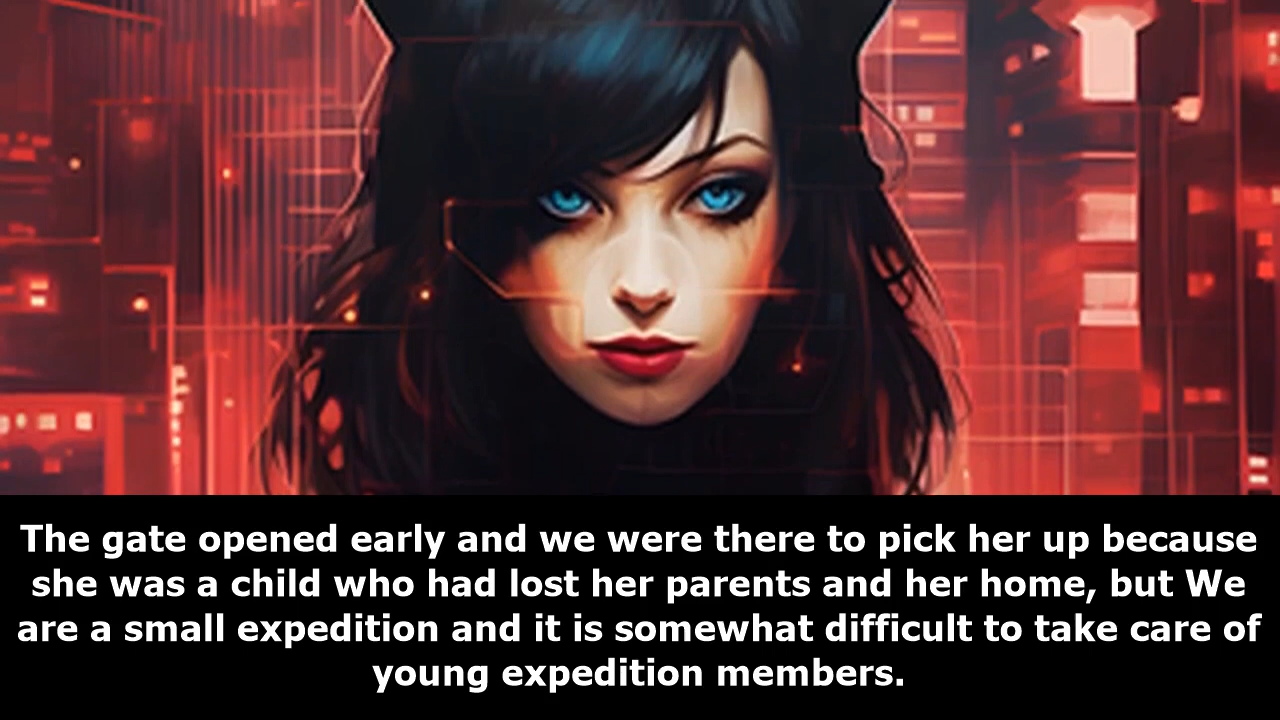 The gate opened early and we were there to pick her up because
she was a child who had lost her parents and her home, but We
are a small expedition and it is somewhat difficult to take care of
young expedition members.